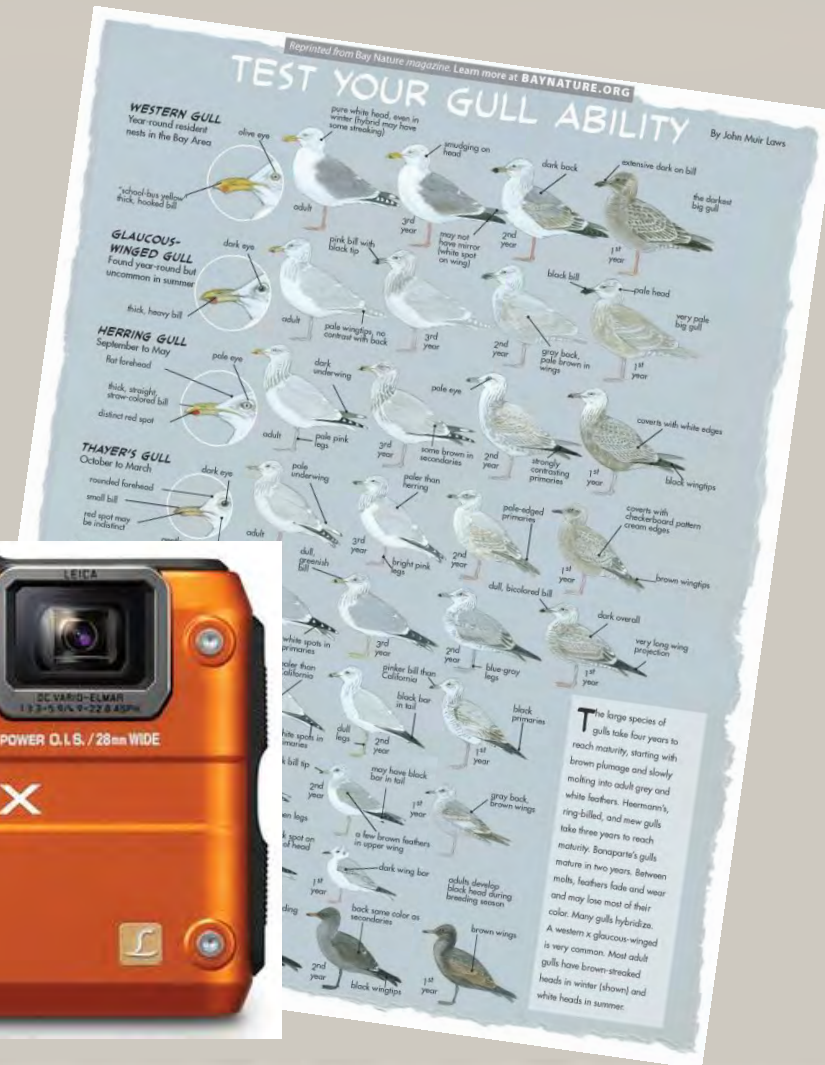 Reprinted from Bay Nature magazine. Learn more at BAYNATURE.ORG
TEST YOUR GULL ABILITY
By John Muir Laws
WESTERN GULL
Year-round resident
nests in the Bay Area
olive eye
"school-bus yellow"
thick, hooked bill
pure white head, even in
winter (hybrid may have
some streaking)
adult
smudging on
head
3rd
year
may not
have mirror
(white spot
on wing)
dark back
2nd
year
extensive dark on bill
1st
year
the darkest
big gull
GLAUCOUS-
WINGED GULL
Found year-round but
uncommon in summer
dark eye
thick, heavy bill
adult
pale wingtips, no
contrast with back
pink bill with
black tip
3rd
year
2nd
year
gray back,
pale brown in
wings
black bill
pale head
1st
year
very pale
big gull
HERRING GULL
September to May
flat forehead
pale eye
thick, straight,
straw-colored bill
distinct red spot
adult
pale pink
legs
dark
underwing
3rd
year
some brown in
secondaries
pale eye
2nd
year
strongly
contrasting
primaries
1st
year
coverts with white edges
black wingtips
THAYER'S GULL
October to March
rounded forehead
dark eye
small bill
red spot may
be indistinct
adult
pale
underwing
paler than
herring
3rd
year
bright pink
legs
2nd
year
pale-edged
primaries
1st
year
coverts with
checkerboard pattern
cream edges
brown wingtips
dull,
greenish
bill
white spots in
primaries
3rd
year
dull, bicolored bill
2nd
year
blue-gray
legs
dark overall
1st
year
very long wing
projection
paler than
California
white spots in
primaries
pinker bill than
California
black bar
in tail
dull
legs
2nd
year
1st
year
black
primaries
k bill tip
2nd
year
may have black
bar in tail
a few brown feathers
in upper wing
1st
year
gray back,
brown wings
en legs
k spot on
of head
1st
year
dark wing bar
adults develop
black head during
breeding season
back same color as
secondaries
2nd
year
black wingtips
1st
year
brown wings
The large species of
gulls take four years to
reach maturity, starting with
brown plumage and slowly
molting into adult grey and
white feathers. Heermann's,
ring-billed, and mew gulls
take three years to reach
maturity. Bonaparte's gulls
mature in two years. Between
molts, feathers fade and wear
and may lose most of their
color. Many gulls hybridize.
A western x glaucous-winged
is very common. Most adult
gulls have brown-streaked
heads in winter (shown) and
white heads in summer.
LEICA
DC VARIO-ELMAR
POWER O.I.S. / 28mm WIDE
X
L